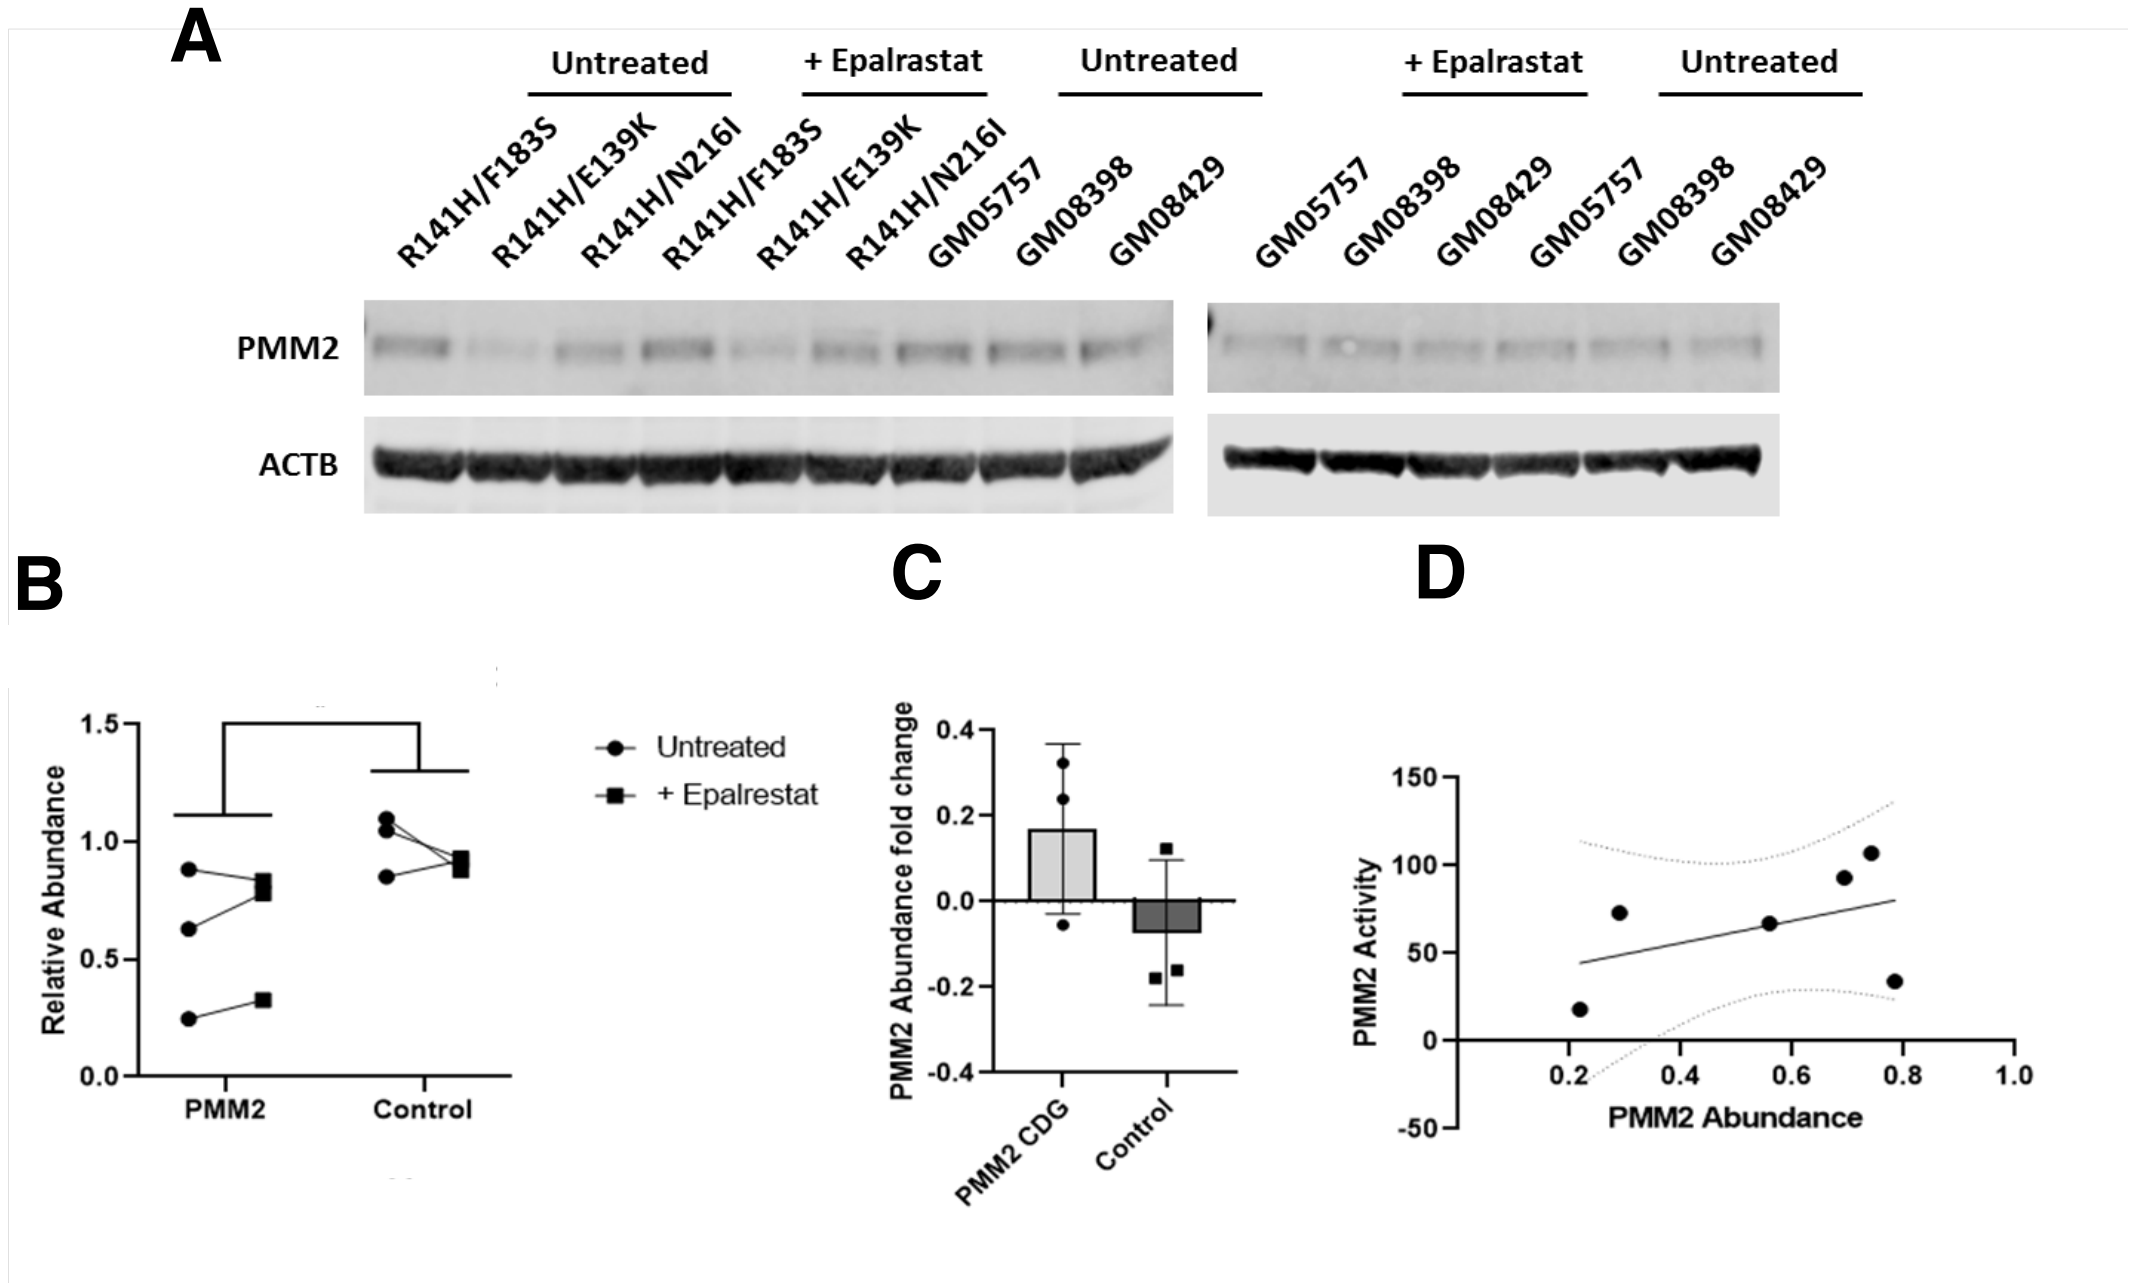 A
Untreated
+ Epalrastat
Untreated
+ Epalrastat
Untreated
R141H/F183S
R141H/E139K
R141H/N216I
R141H/F183S
R141H/E139K
R141H/N216I
GM05757
GM08398
GM08429
GM05757
GM08398
GM08429
GM05757
GM08398
GM08429
PMM2
ACTB
B
Relative Abundance
1.5
1.0
0.5
0.0
PMM2
Control
Untreated
+ Epalrestat
C
PMM2 Abundance fold change
0.4
0.2
0.0
-0.2
-0.4
PMM2 CDG
Control
D
PMM2 Activity
150
100
50
0
-50
0.2
0.4
0.6
0.8
1.0
PMM2 Abundance